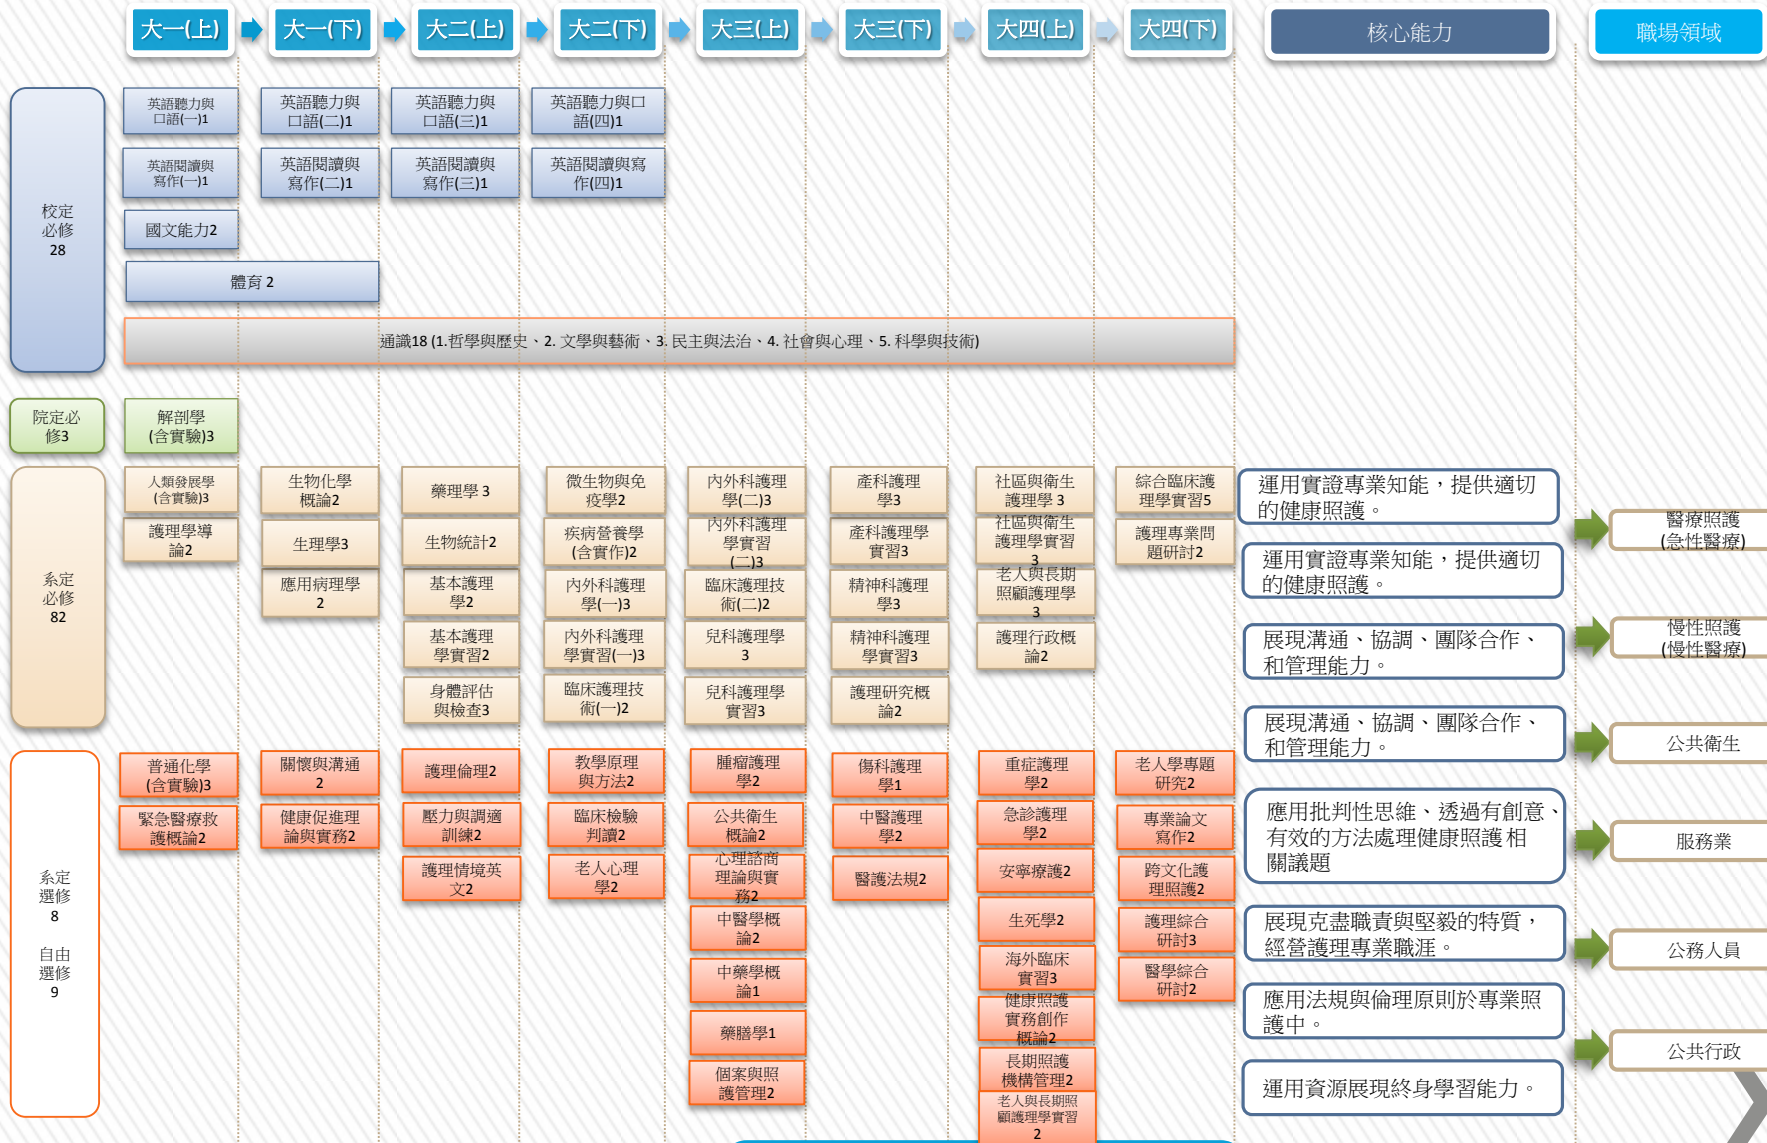 大一(上)
大一(下)
大二(上)
大二(下)
大三(上)
大三(下)
大四(上)
大四(下)
核心能力
職場領域
校定
必修
28
英語聽力與
口語(一)1
英語聽力與
口語(二)1
英語聽力與
口語(三)1
英語聽力與口
語(四)1
英語閱讀與
寫作(一)1
英語閱讀與
寫作(二)1
英語閱讀與
寫作(三)1
英語閱讀與寫
作(四)1
國文能力2
體育 2
通識18 (1.哲學與歷史、2. 文學與藝術、3. 民主與法治、4. 社會與心理、5. 科學與技術)
院定必
修3
解剖學
(含實驗)3
系定
必修
82
人類發展學
(含實驗)3
護理學導
論2
生物化學
概論2
生理學3
應用病理學
2
藥理學 3
生物統計2
基本護理
學2
基本護理
學實習2
身體評估
與檢查3
微生物與免
疫學2
疾病營養學
(含實作)2
內外科護理
學(一)3
內外科護理
學實習(一)3
臨床護理技
術(一)2
內外科護理
學(二)3
內外科護理
學實習
(二)3
臨床護理技
術(二)2
兒科護理學
3
兒科護理學
實習3
產科護理
學3
產科護理學
實習3
精神科護理
學3
精神科護理
學實習3
護理研究概
論2
社區與衛生
護理學 3
社區與衛生
護理學實習
3
老人與長期
照顧護理學
3
護理行政概
論2
綜合臨床護
理學實習5
護理專業問
題研討2
系定
選修
8
自由
選修
9
普通化學
(含實驗)3
緊急醫療救
護概論2
關懷與溝通
2
健康促進理
論與實務2
護理倫理2
壓力與調適
訓練2
護理情境英
文2
教學原理
與方法2
臨床檢驗
判讀2
老人心理
學2
腫瘤護理
學2
公共衛生
概論2
心理諮商
理論與實
務2
中醫學概
論2
中藥學概
論1
藥膳學1
個案與照
護管理2
傷科護理
學1
中醫護理
學2
醫護法規2
重症護理
學2
急診護理
學2
安寧療護2
生死學2
海外臨床
實習3
健康照護
實務創作
概論2
長期照護
機構管理2
老人與長期照
顧護理學實習
2
老人學專題
研究2
專業論文
寫作2
跨文化護
理照護2
護理綜合
研討3
醫學綜合
研討2
運用實證專業知能，提供適切
的健康照護。
運用實證專業知能，提供適切
的健康照護。
展現溝通、協調、團隊合作、
和管理能力。
展現溝通、協調、團隊合作、
和管理能力。
應用批判性思維、透過有創意、
有效的方法處理健康照護 相
關議題
展現克盡職責與堅毅的特質，
經營護理專業職涯。
應用法規與倫理原則於專業照
護中。
運用資源展現終身學習能力。
醫療照護
(急性醫療)
慢性照護
(慢性醫療)
公共衛生
服務業
公務人員
公共行政